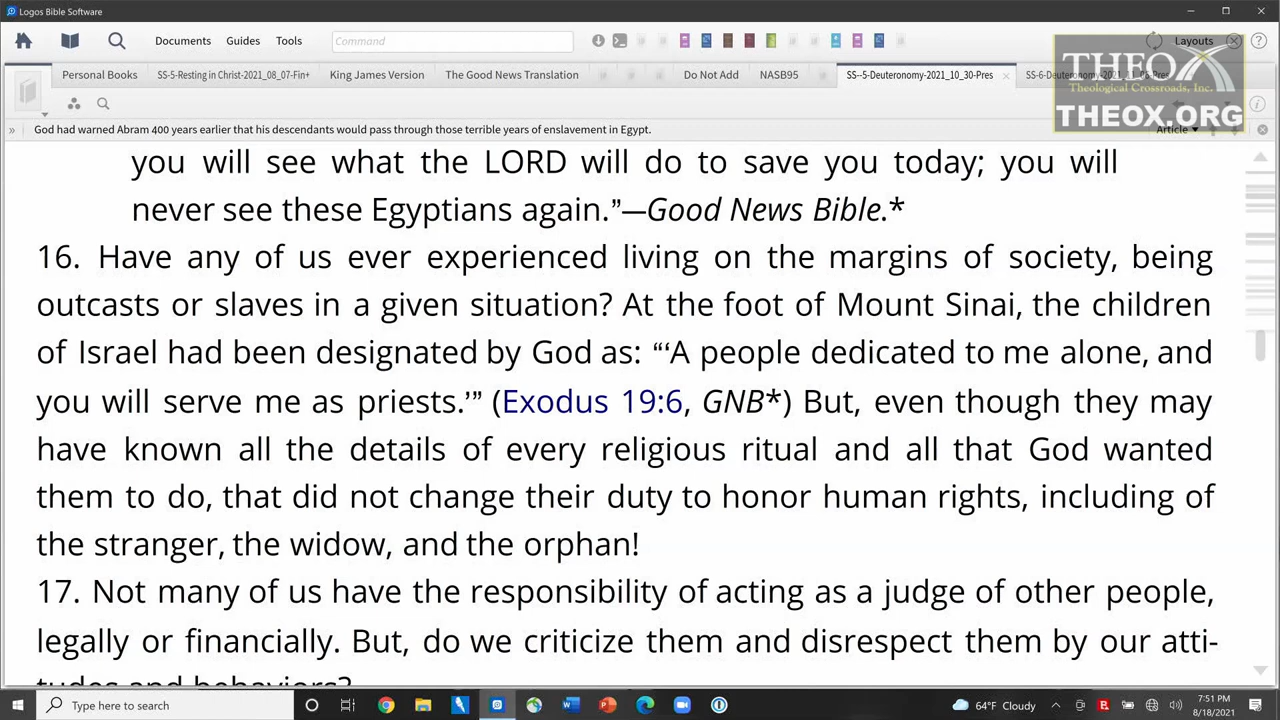 Logos Bible Software
Documents Guides Tools Command Layouts
Personal Books SS-5-Resting in Christ-2021_08_07-Fin+ King James Version The Good News Translation Do Not Add NASB95 SS--5-Deuteronomy-2021_10_30-Pres
THEOX
Theological Crossroads, Inc.
THEOX.ORG
» God had warned Abram 400 years earlier that his descendants would pass through those terrible years of enslavement in Egypt. Article
you will see what the LORD will do to save you today; you will
never see these Egyptians again.”—Good News Bible.*
16. Have any of us ever experienced living on the margins of society, being
outcasts or slaves in a given situation? At the foot of Mount Sinai, the children
of Israel had been designated by God as: “‘A people dedicated to me alone, and
you will serve me as priests.’” (Exodus 19:6, GNB*) But, even though they may
have known all the details of every religious ritual and all that God wanted
them to do, that did not change their duty to honor human rights, including of
the stranger, the widow, and the orphan!
17. Not many of us have the responsibility of acting as a judge of other people,
legally or financially. But, do we criticize them and disrespect them by our atti-
tudes and behaviors?
Type here to search 64°F Cloudy 7:51 PM
8/18/2021